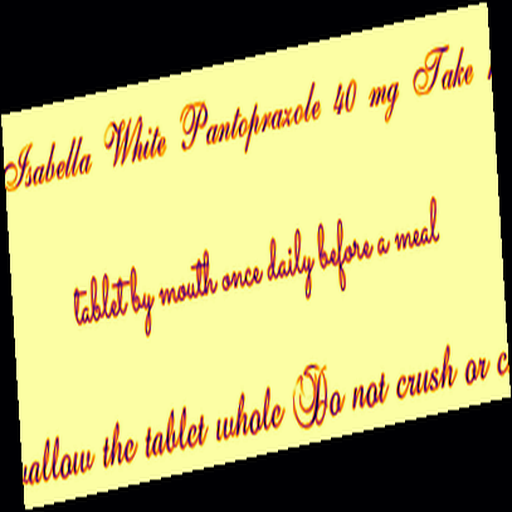 Isabella White Pantoprazole 40 mg Take
tablet by mouth once daily before a meal
the tablet whole Do not crush or